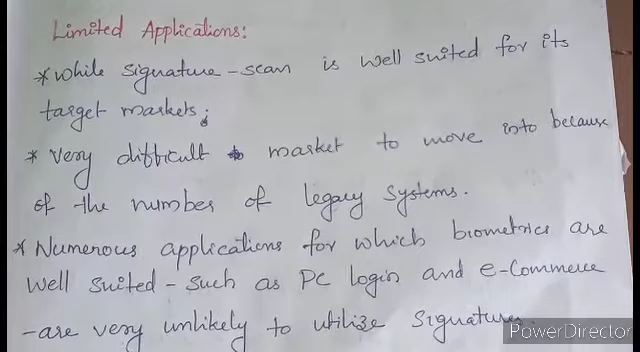 Limited Applications:
* While signature-scan is well suited for its
target markets;
* Very difficult market to move into because
of the number of legacy systems.
* Numerous applications for which biometrics are
well suited - such as PC login and e-commerce
- are very unlikely to utilize signature
PowerDirector